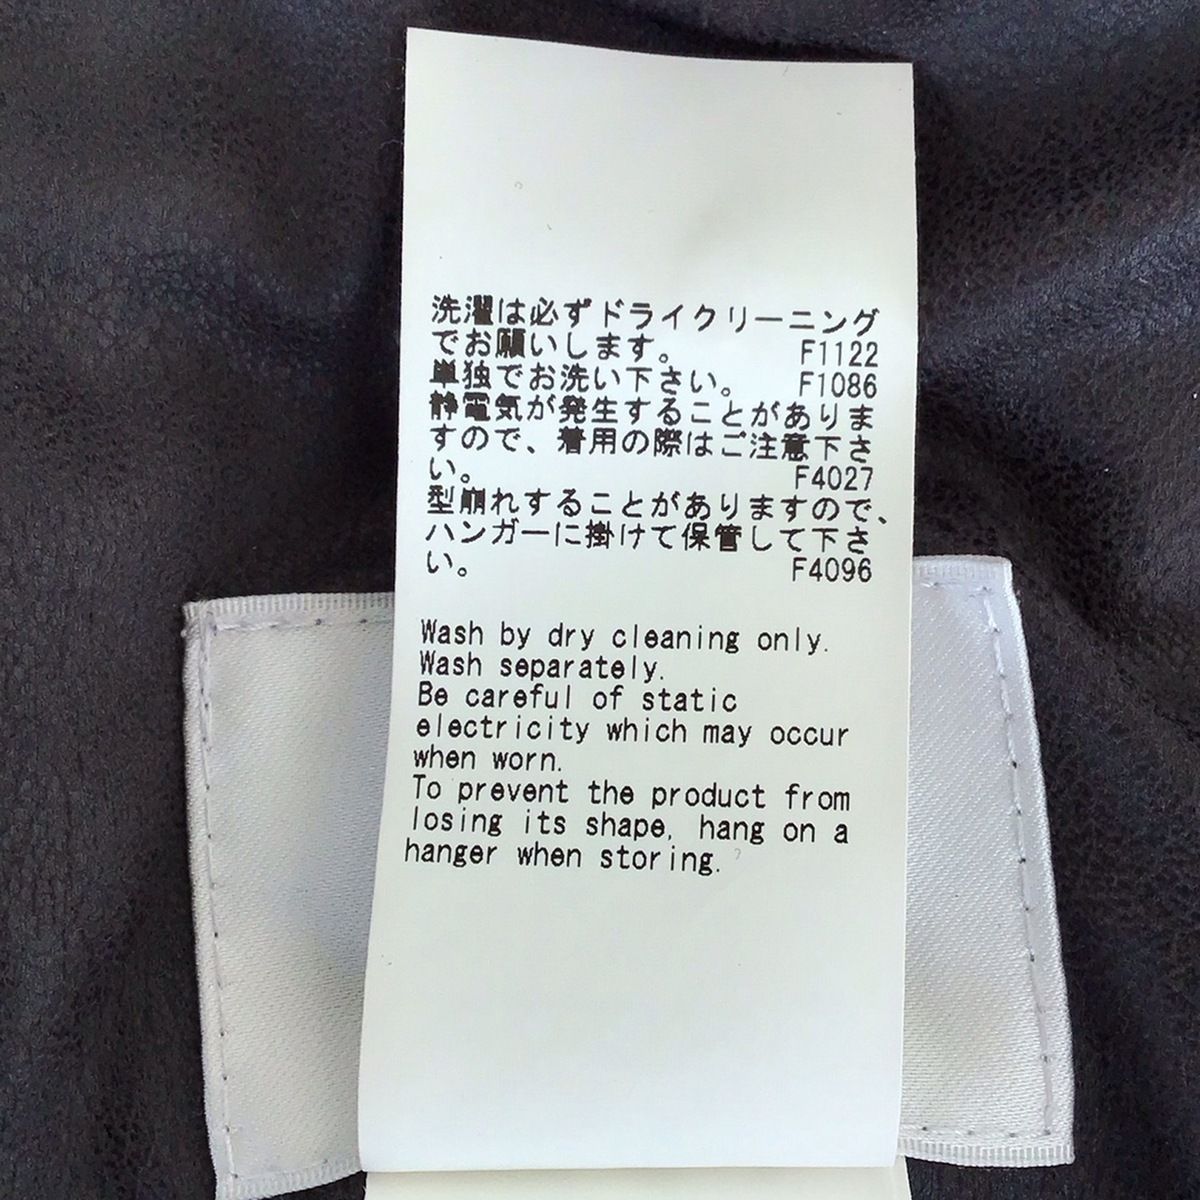 洗濯は必ずドライクリーニング
でお願いします。 F1122
単独でお洗い下さい。 F1086
静電気が発生することがありま
すので、着用の際はご注意下さ
い。 F4027
型崩れすることがありますので、
ハンガーに掛けて保管して下さ
い。 F4096
Wash by dry cleaning only.
Wash separately.
Be careful of static
electricity which may occur
when worn.
To prevent the product from
losing its shape, hang on a
hanger when storing.